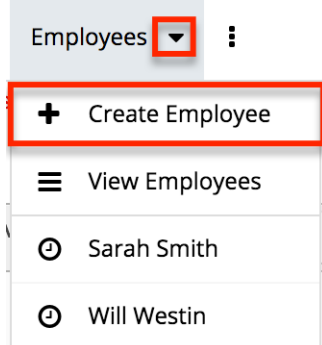 Employees
Create Employee
View Employees
Sarah Smith
Will Westin